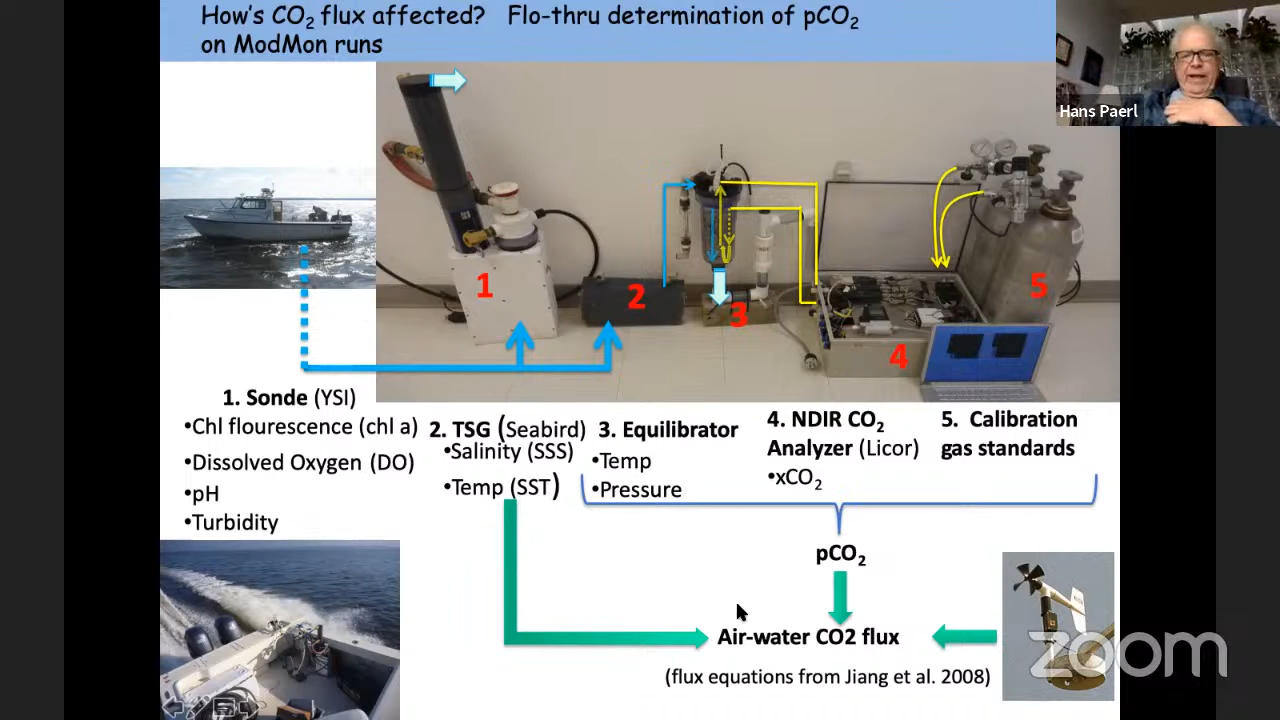 How's CO₂ flux affected? Flo-thru determination of pCO₂
on ModMon runs
Hans Paerl
1
2
3
4
5
1. Sonde (YSI)
•Chl flourescence (chl a)
•Dissolved Oxygen (DO)
•pH
•Turbidity
2. TSG (Seabird)
•Salinity (SSS)
•Temp (SST)
3. Equilibrator
•Temp
•Pressure
4. NDIR CO₂
Analyzer (Licor)
•xCO₂
5. Calibration
gas standards
pCO₂
Air-water CO2 flux
(flux equations from Jiang et al. 2008)
zoom